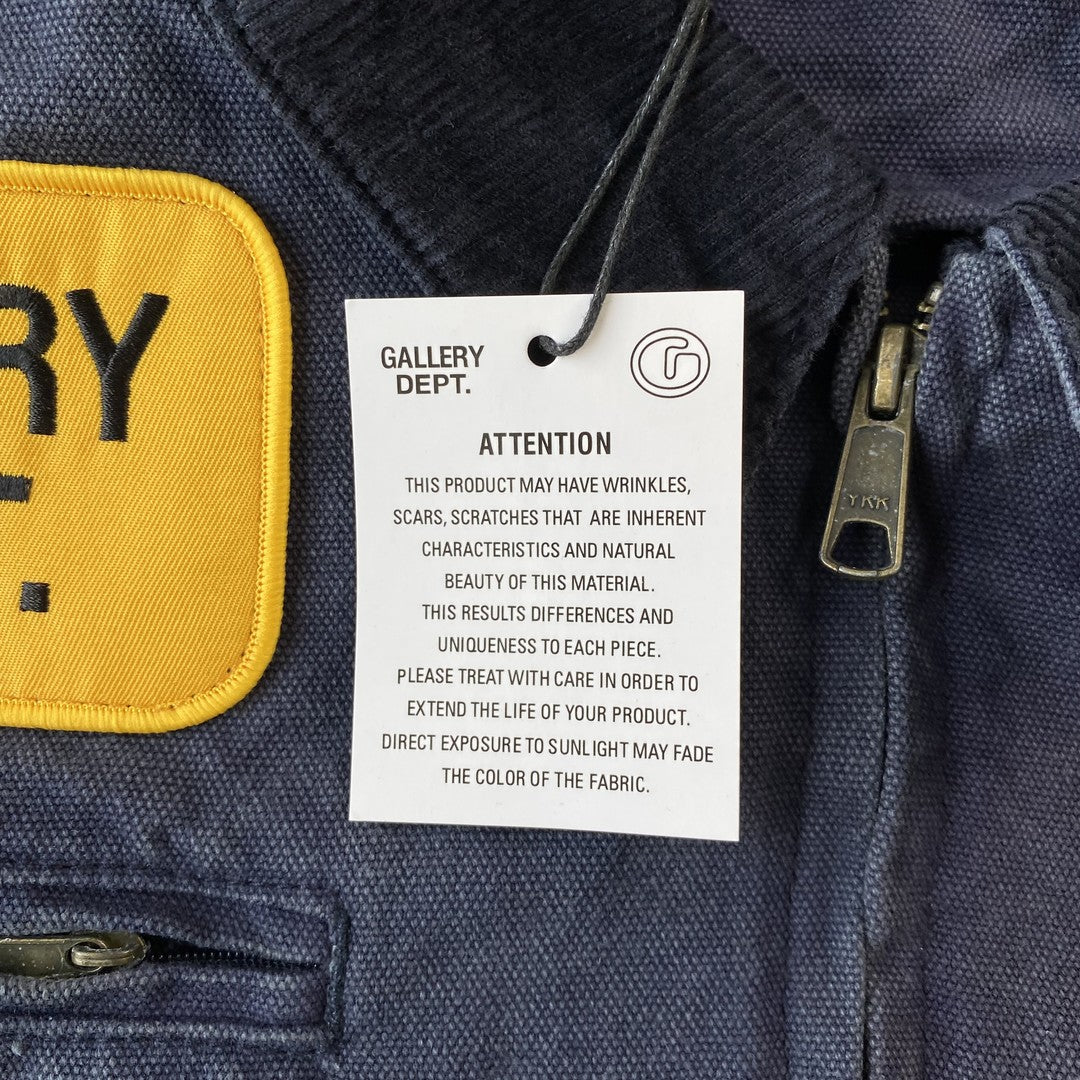 RY
.
GALLERY
DEPT.
G
ATTENTION
THIS PRODUCT MAY HAVE WRINKLES,
SCARS, SCRATCHES THAT ARE INHERENT
CHARACTERISTICS AND NATURAL
BEAUTY OF THIS MATERIAL.
THIS RESULTS DIFFERENCES AND
UNIQUENESS TO EACH PIECE.
PLEASE TREAT WITH CARE IN ORDER TO
EXTEND THE LIFE OF YOUR PRODUCT.
DIRECT EXPOSURE TO SUNLIGHT MAY FADE
THE COLOR OF THE FABRIC.
YKK